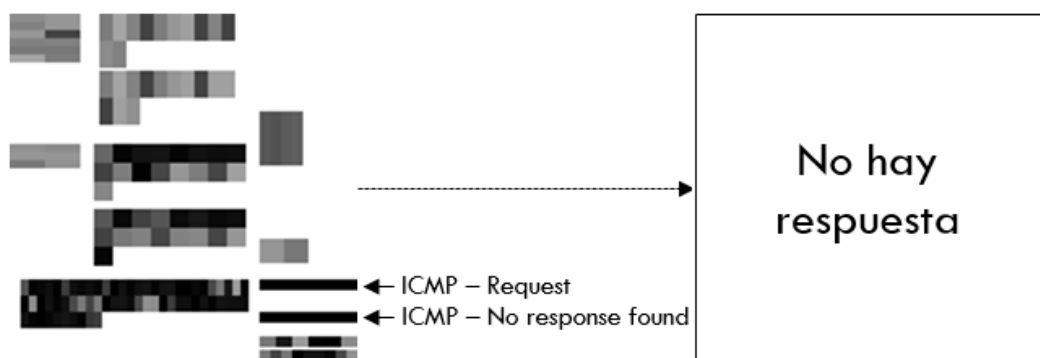 No hay
respuesta
ICMP – Request
ICMP – No response found